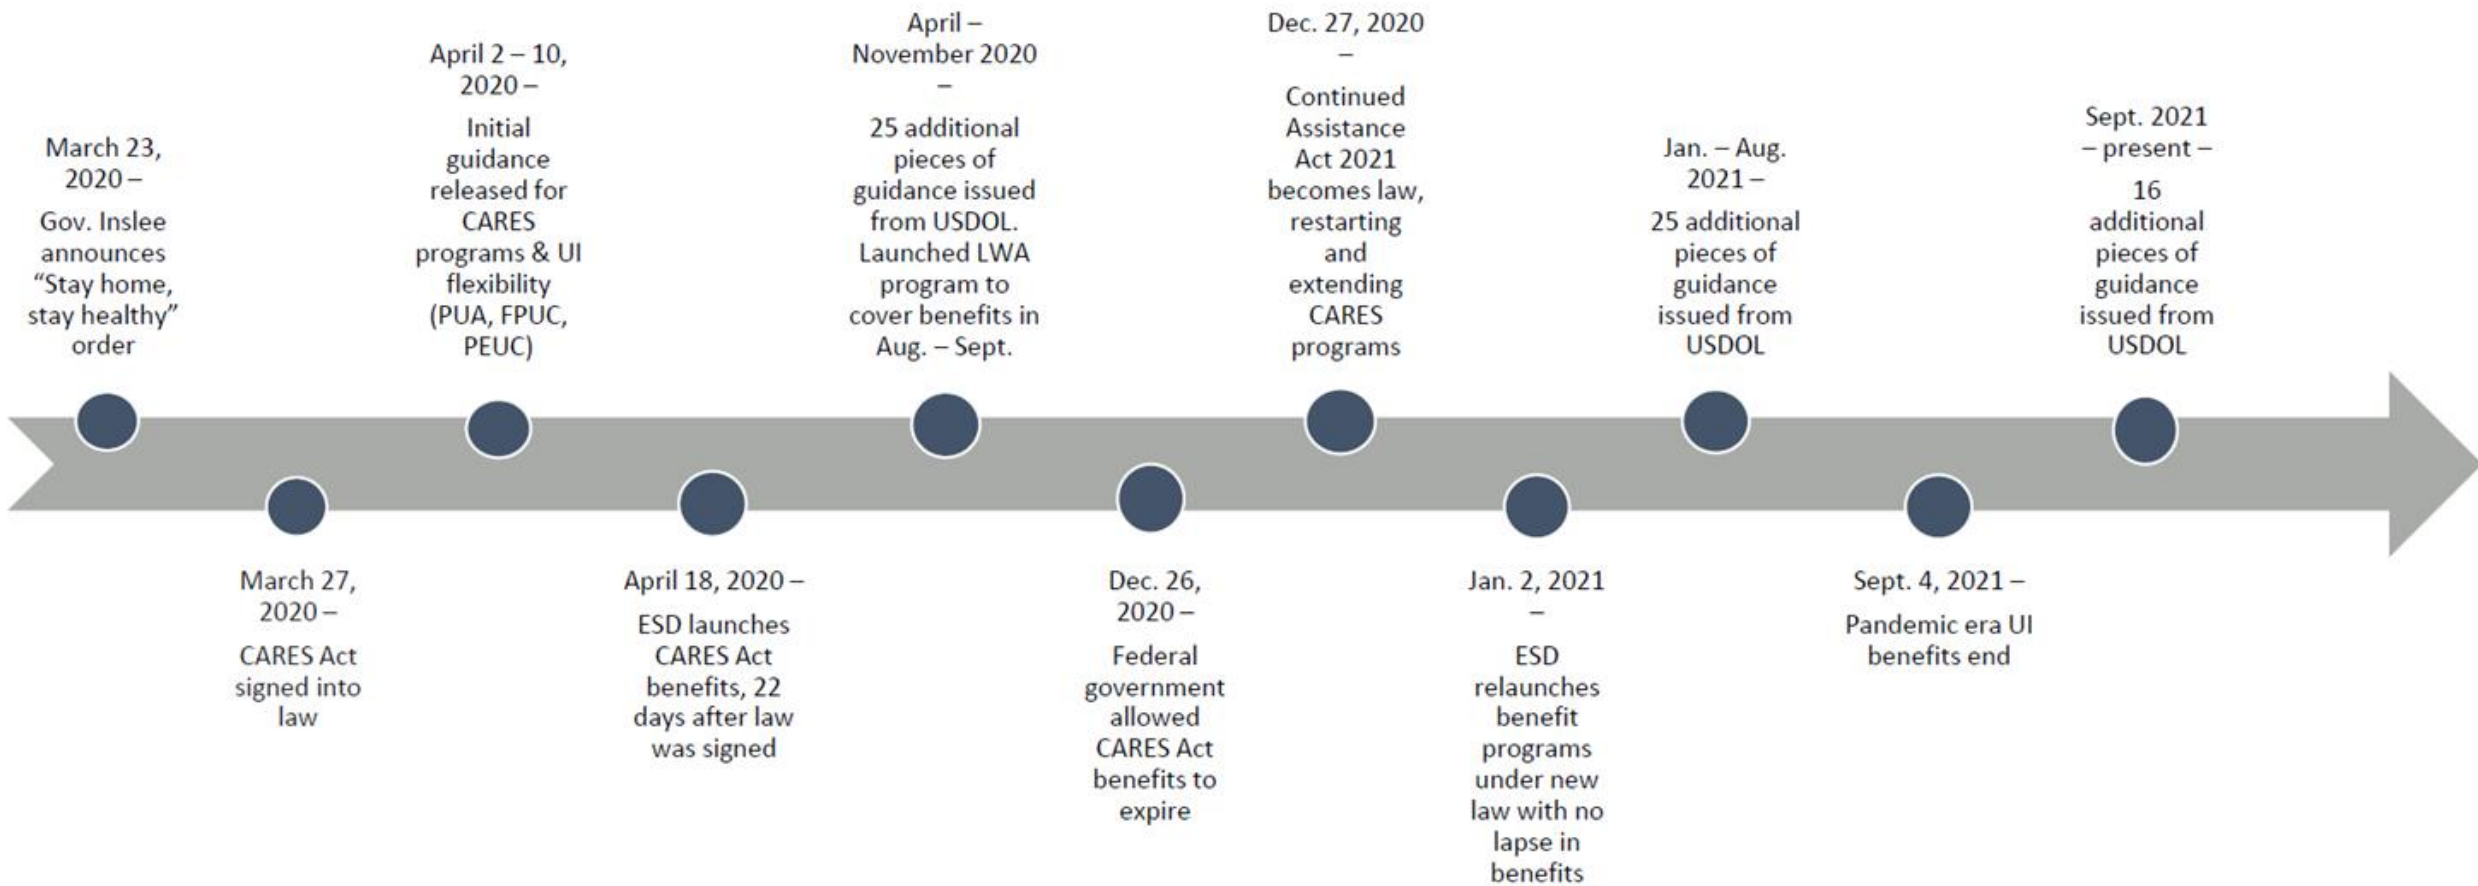 March 23,
2020 –
Gov. Inslee
announces
“Stay home,
stay healthy”
order
March 27,
2020 –
CARES Act
signed into
law
April 2 – 10,
2020 –
Initial
guidance
released for
CARES
programs & UI
flexibility
(PUA, FPUC,
PEUC)
April 18, 2020 –
ESD launches
CARES Act
benefits, 22
days after law
was signed
April –
November 2020
–
25 additional
pieces of
guidance issued
from USDOL.
Launched LWA
program to
cover benefits in
Aug. – Sept.
Dec. 26,
2020 –
Federal
government
allowed
CARES Act
benefits to
expire
Dec. 27, 2020
–
Continued
Assistance
Act 2021
becomes law,
restarting
and
extending
CARES
programs
Jan. 2, 2021
–
ESD
relaunches
benefit
programs
under new
law with no
lapse in
benefits
Jan. – Aug.
2021 –
25 additional
pieces of
guidance
issued from
USDOL
Sept. 4, 2021 –
Pandemic era UI
benefits end
Sept. 2021
– present –
16
additional
pieces of
guidance
issued from
USDOL